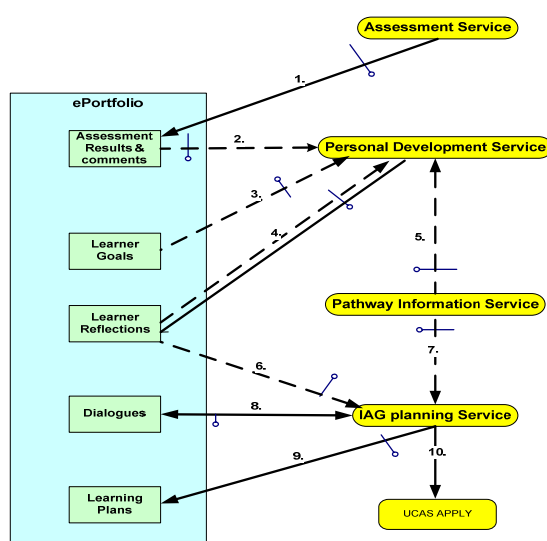 Assessment Service
1.
ePortfolio
Assessment
Results &
comments
2.
Personal Development Service
3.
4.
Learner
Goals
5.
Learner
Reflections
Pathway Information Service
6.
7.
Dialogues
8.
IAG planning Service
9.
10.
Learning
Plans
UCAS APPLY